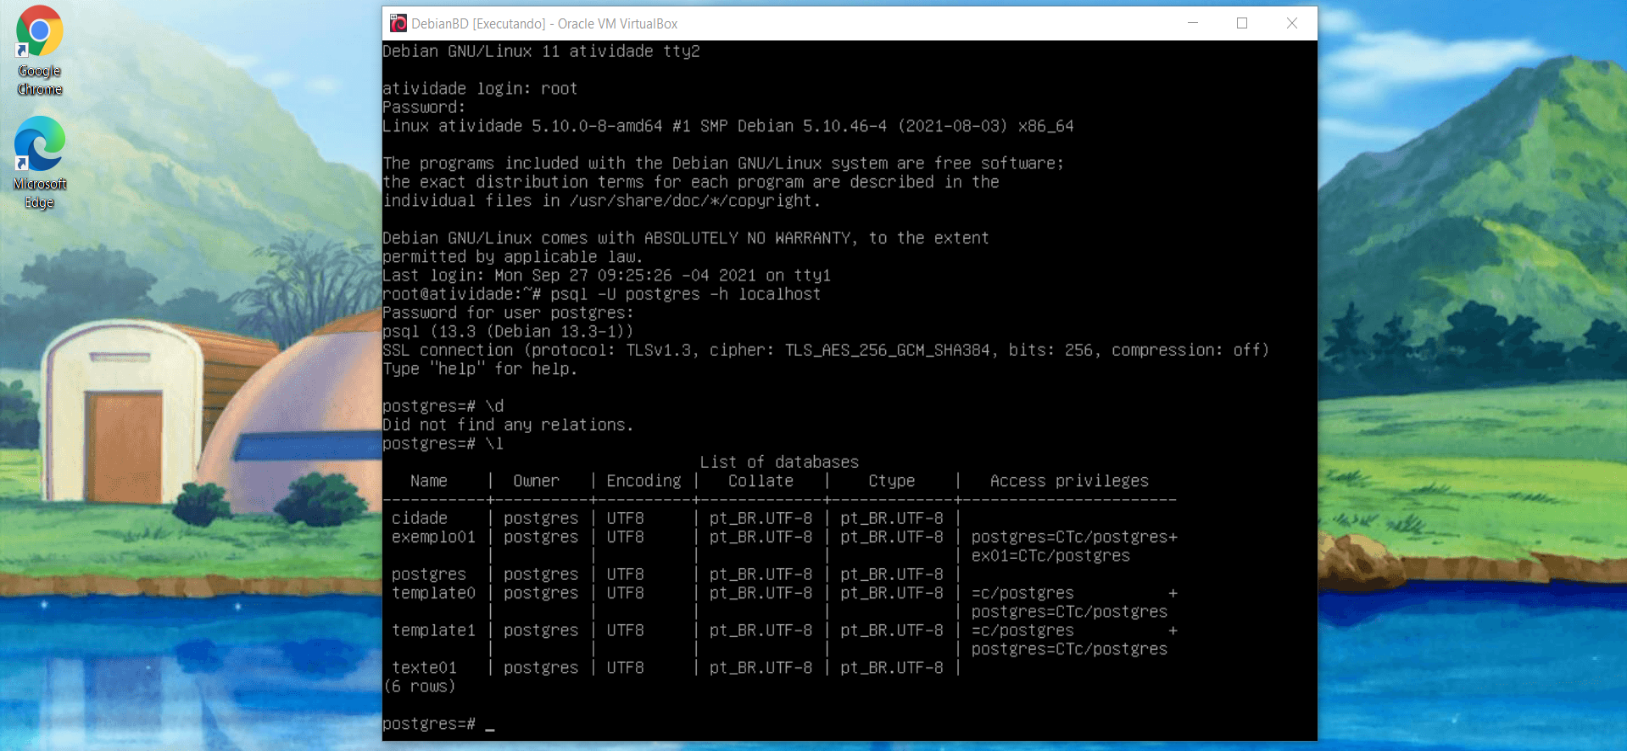 Google
Chrome
Microsoft
Edge
DebianBD [Executando] - Oracle VM VirtualBox
Debian GNU/Linux 11 atividade tty2
atividade login: root
Password:
Linux atividade 5.10.0-8-amd64 #1 SMP Debian 5.10.46-4 (2021-08-03) x86_64
The programs included with the Debian GNU/Linux system are free software;
the exact distribution terms for each program are described in the
individual files in /usr/share/doc/*/copyright.
Debian GNU/Linux comes with ABSOLUTELY NO WARRANTY, to the extent
permitted by applicable law.
Last login: Mon Sep 27 09:25:26 -04 2021 on tty1
root@atividade:~# psql -U postgres -h localhost
Password for user postgres:
psql (13.3 (Debian 13.3-1))
SSL connection (protocol: TLSv1.3, cipher: TLS_AES_256_GCM_SHA384, bits: 256, compression: off)
Type "help" for help.
postgres=# \d
Did not find any relations.
postgres=# \l
                                  List of databases
   Name    |  Owner   | Encoding |   Collate   |    Ctype    |   Access privileges
-----------+----------+----------+-------------+-------------+-----------------------
 cidade    | postgres | UTF8     | pt_BR.UTF-8 | pt_BR.UTF-8 |
 exemplo01 | postgres | UTF8     | pt_BR.UTF-8 | pt_BR.UTF-8 | postgres=CTc/postgres+
           |          |          |             |             | ex01=CTc/postgres
 postgres  | postgres | UTF8     | pt_BR.UTF-8 | pt_BR.UTF-8 |
 template0 | postgres | UTF8     | pt_BR.UTF-8 | pt_BR.UTF-8 | =c/postgres          +
           |          |          |             |             | postgres=CTc/postgres
 template1 | postgres | UTF8     | pt_BR.UTF-8 | pt_BR.UTF-8 | =c/postgres          +
           |          |          |             |             | postgres=CTc/postgres
 texte01   | postgres | UTF8     | pt_BR.UTF-8 | pt_BR.UTF-8 |
(6 rows)
postgres=# _